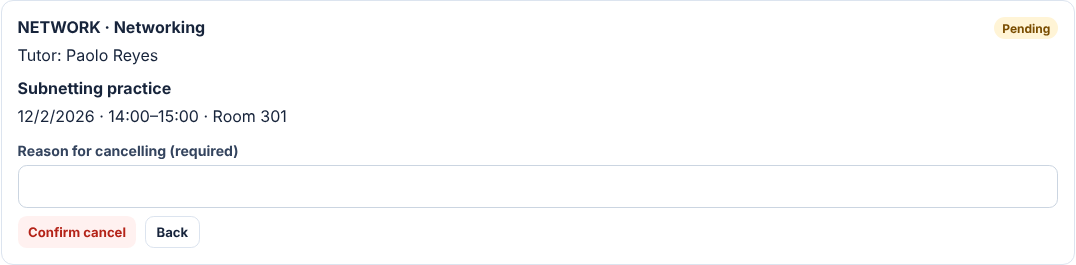 NETWORK · Networking
Pending
Tutor: Paolo Reyes
Subnetting practice
12/2/2026 · 14:00–15:00 · Room 301
Reason for cancelling (required)
Confirm cancel
Back